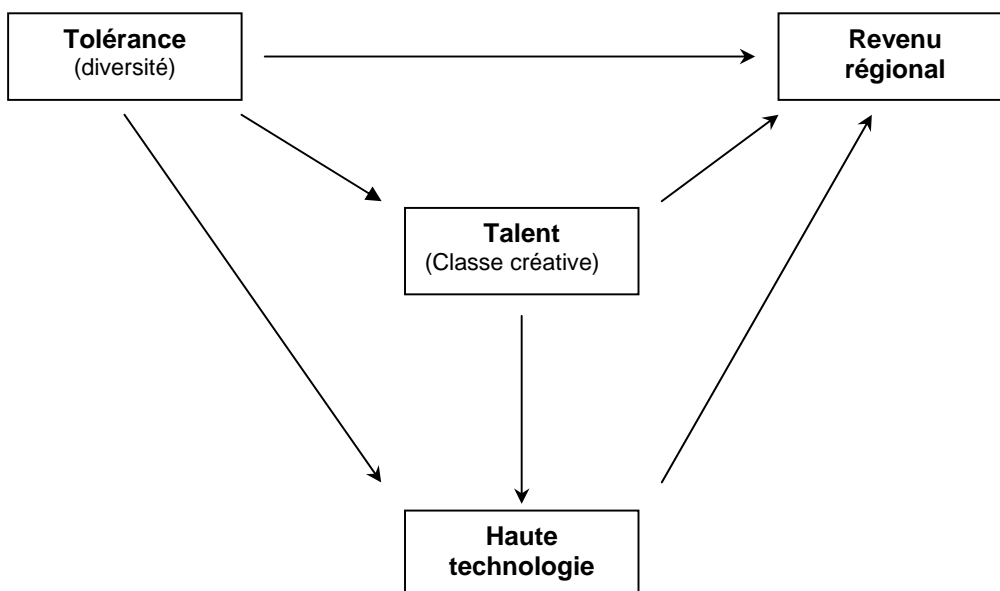 Tolérance
(diversité)
Revenu
régional
Talent
(Classe créative)
Haute
technologie